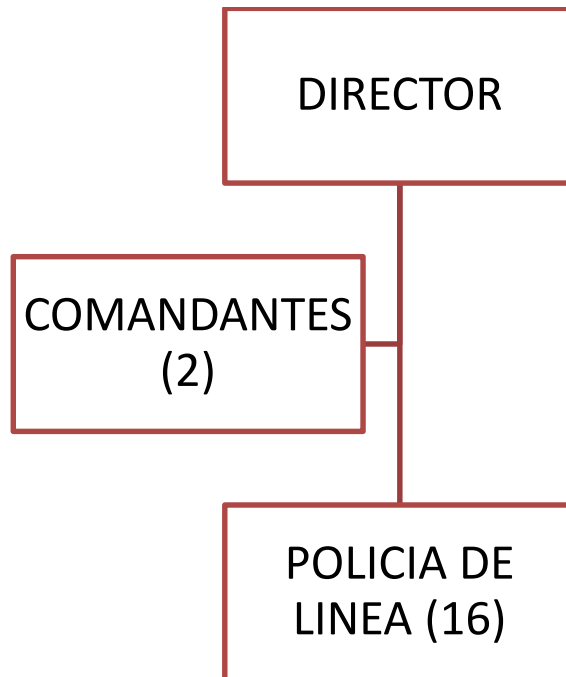 DIRECTOR
COMANDANTES
(2)
POLICIA DE
LINEA (16)